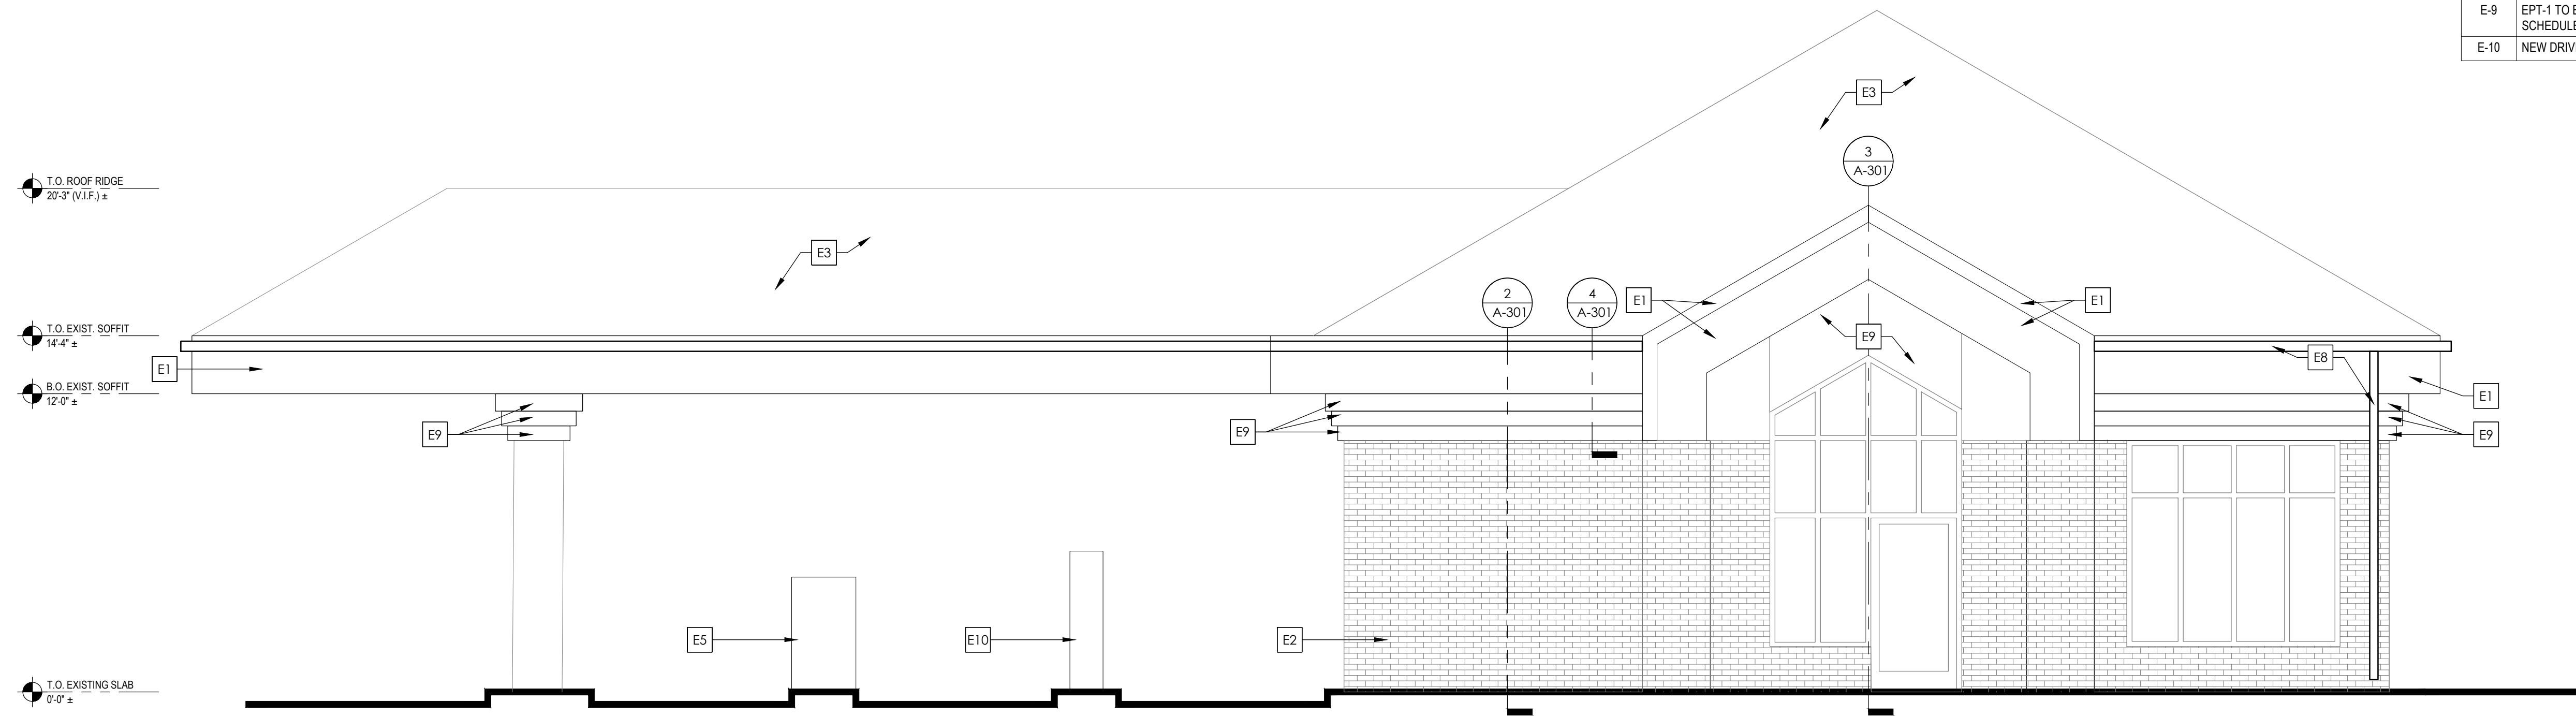 E-9 EPT-1 TO
SCHEDULE
E-10 NEW
E3
3
A-301
T.O. ROOF RIDGE
20'-3" (V.I.F.) ±
E3
2
A-301
4
A-301
E1
E1
T.O. EXIST. SOFFIT
14'-4" ±
E9
E8
E1
B.O. EXIST. SOFFIT
12'-0" ±
E1
E9
E9
E9
E5
E10
E2
T.O. EXISTING SLAB
0'-0" ±